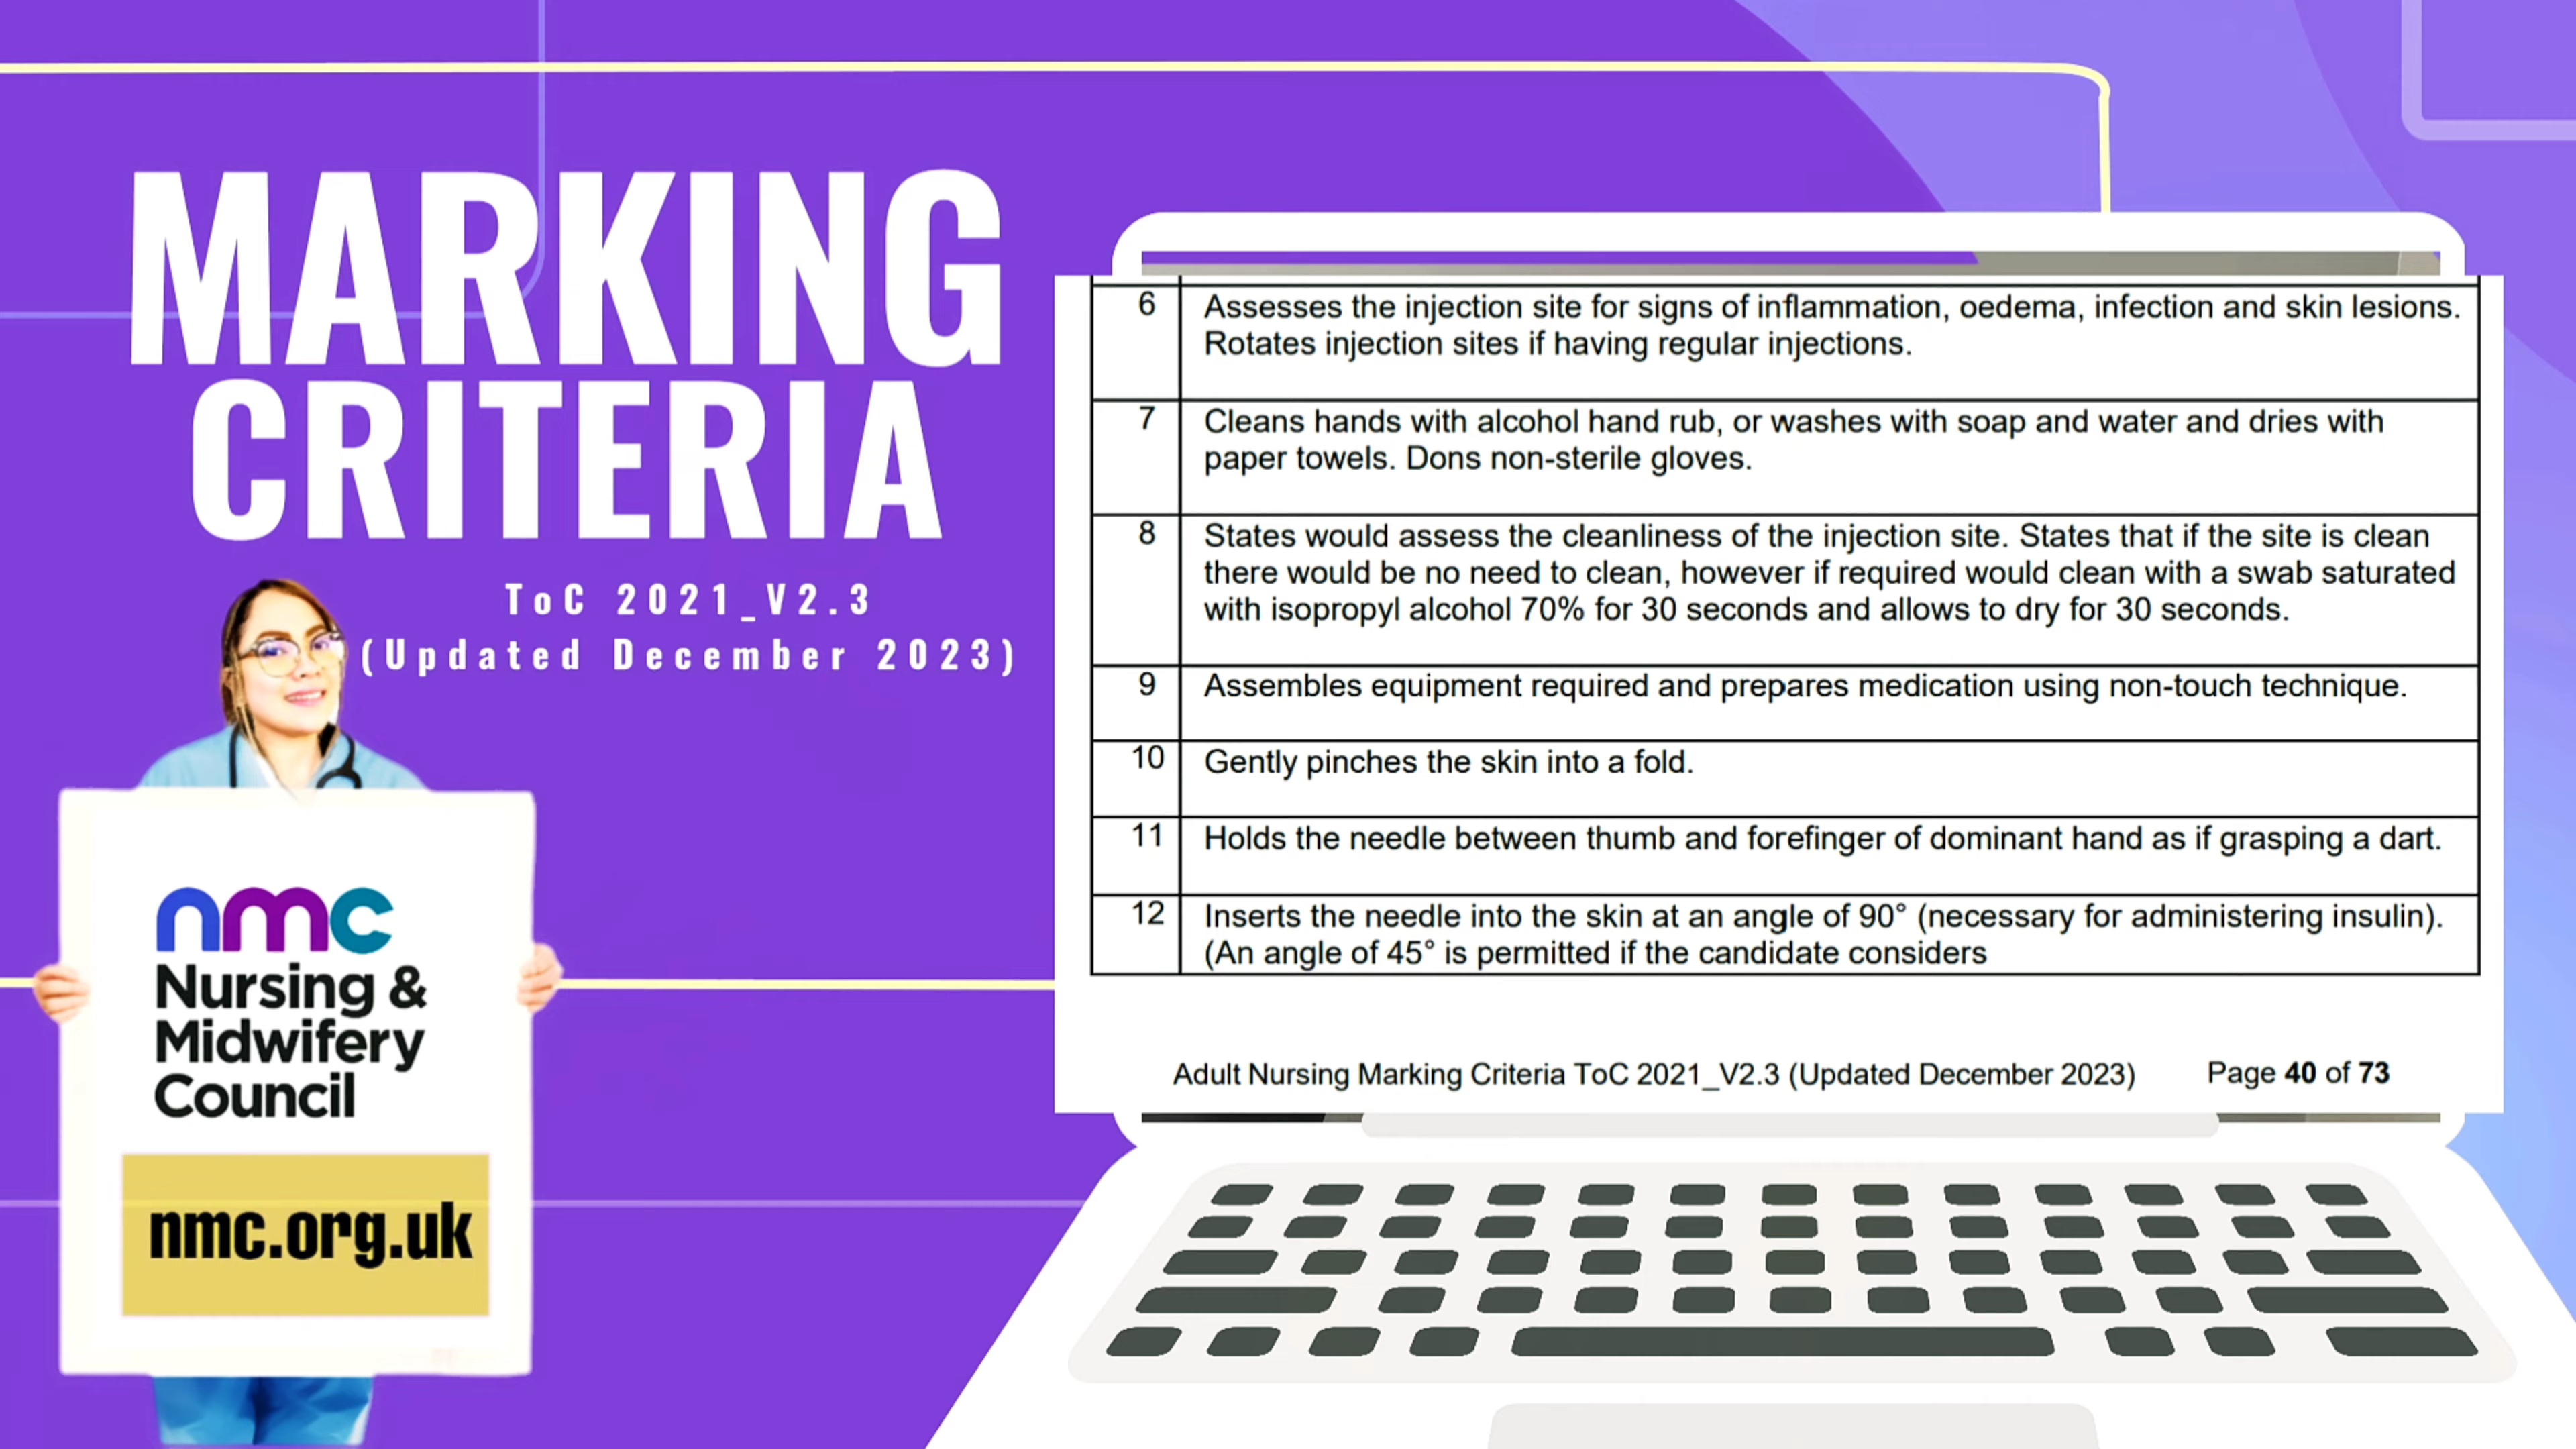 MARKING
CRITERIA
ToC 2021_V2.3
(Updated December 2023)
nmc
Nursing &
Midwifery
Council
nmc.org.uk
6 Assesses the injection site for signs of inflammation, oedema, infection and skin lesions.
Rotates injection sites if having regular injections.
7 Cleans hands with alcohol hand rub, or washes with soap and water and dries with
paper towels. Dons non-sterile gloves.
8 States would assess the cleanliness of the injection site. States that if the site is clean
there would be no need to clean, however if required would clean with a swab saturated
with isopropyl alcohol 70% for 30 seconds and allows to dry for 30 seconds.
9 Assembles equipment required and prepares medication using non-touch technique.
10 Gently pinches the skin into a fold.
11 Holds the needle between thumb and forefinger of dominant hand as if grasping a dart.
12 Inserts the needle into the skin at an angle of 90° (necessary for administering insulin).
(An angle of 45° is permitted if the candidate considers
Adult Nursing Marking Criteria ToC 2021_V2.3 (Updated December 2023) Page 40 of 73